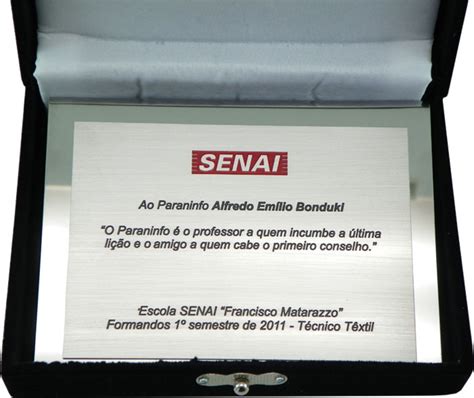 SENAI
Ao Paraninfo Alfredo Emílio Bonduki
"O Paraninfo é o professor a quem incumbe a última
lição e o amigo a quem cabe o primeiro conselho."
Escola SENAI "Francisco Matarazzo"
Formandos 1º semestre de 2011 - Técnico Têxtil